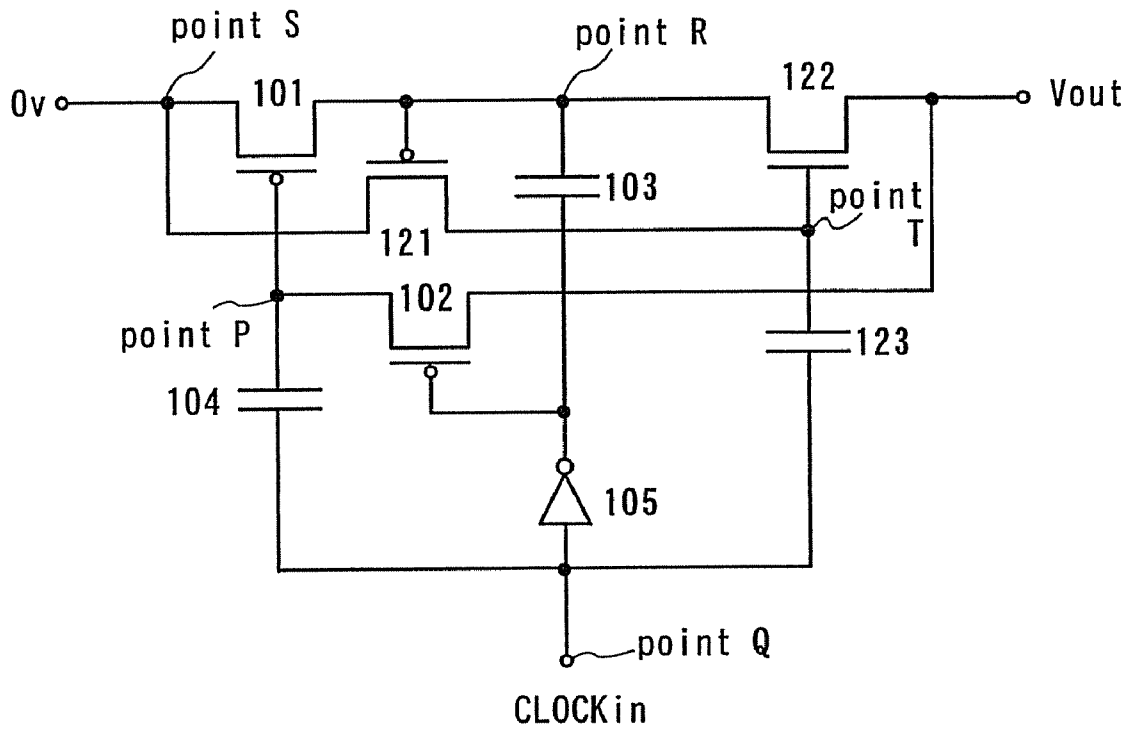 point S
point R
0v
101
122
Vout
103
point
T
121
102
point P
123
104
105
point Q
CLOCKin